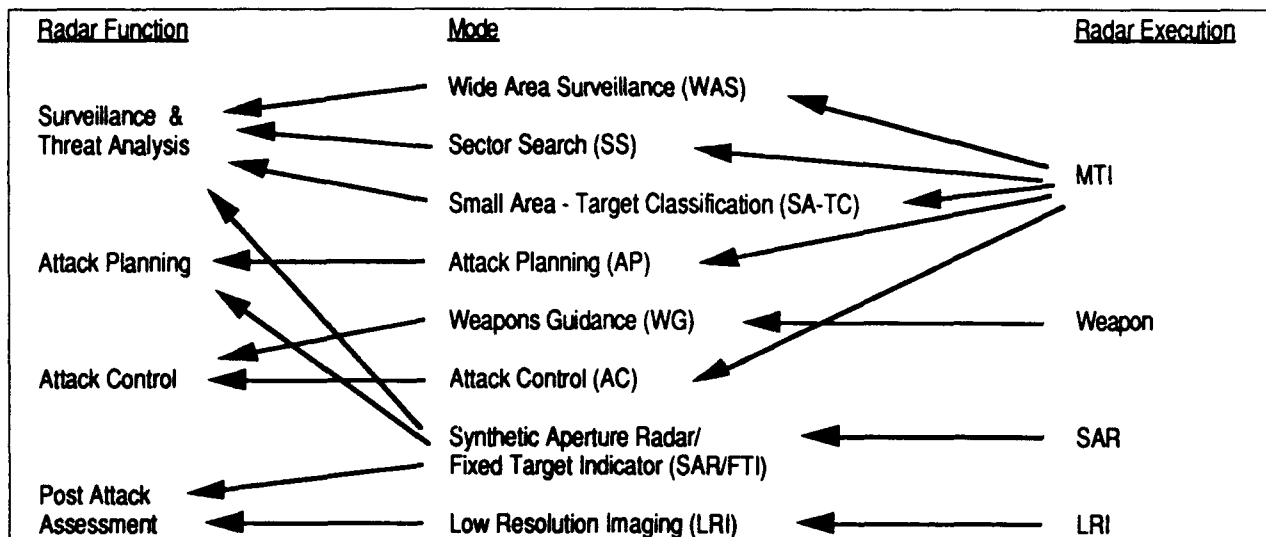 Radar Function
Mode
Radar Execution
Wide Area Surveillance (WAS)
Surveillance &
Threat Analysis
Sector Search (SS)
MTI
Small Area - Target Classification (SA-TC)
Attack Planning
Attack Planning (AP)
Weapons Guidance (WG)
Weapon
Attack Control
Attack Control (AC)
Synthetic Aperture Radar/
Fixed Target Indicator (SAR/FTI)
SAR
Post Attack
Assessment
Low Resolution Imaging (LRI)
LRI